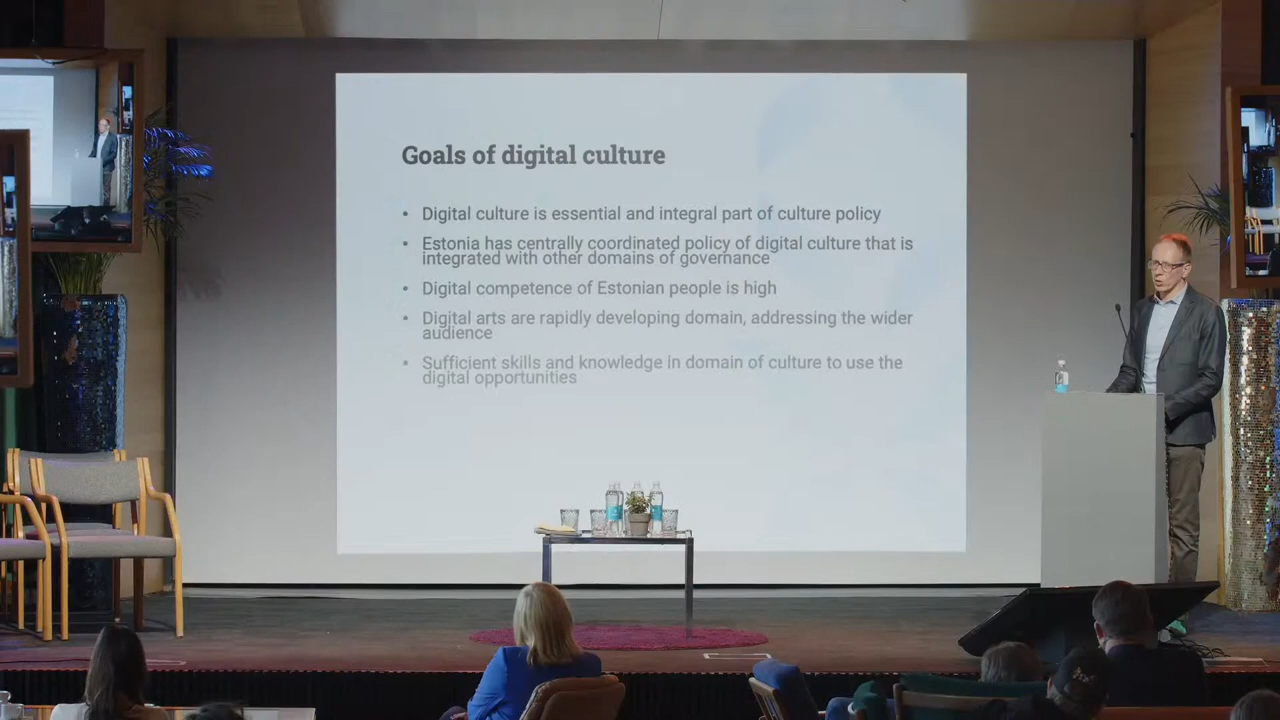 Goals of digital culture
• Digital culture is essential and integral part of culture policy
• Estonia has centrally coordinated policy of digital culture that is
integrated with other domains of governance
• Digital competence of Estonian people is high
• Digital arts are rapidly developing domain, addressing the wider
audience
• Sufficient skills and knowledge in domain of culture to use the
digital opportunities